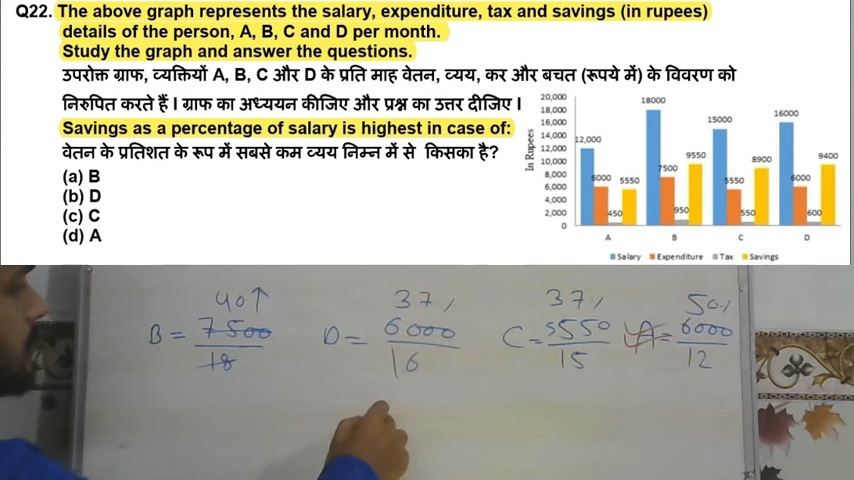 Q22. The above graph represents the salary, expenditure, tax and savings (in rupees)
details of the person, A, B, C and D per month.
Study the graph and answer the questions.
उपरोक्त ग्राफ, व्यक्तियों A, B, C और D के प्रति माह वेतन, व्यय, कर और बचत (रूपये में) के विवरण को
निरुपित करते हैं l ग्राफ का अध्ययन कीजिए और प्रश्न का उत्तर दीजिए l
Savings as a percentage of salary is highest in case of:
वेतन के प्रतिशत के रूप में सबसे कम व्यय निम्न में से किसका है?
(a) B
(b) D
(c) C
(d) A
In Rupees
20,000
18,000
16,000
14,000
12,000
10,000
8,000
6,000
4,000
2,000
0
12,000 6000 450 5550
18000 7500 950 9550
15000 5550 550 8900
16000 6000 600 9400
A B C D
Salary Expenditure Tax Savings
40↑ 37% 37% 50%
B = 7500/18 D = 6000/16 C = 5550/15 A = 6000/12